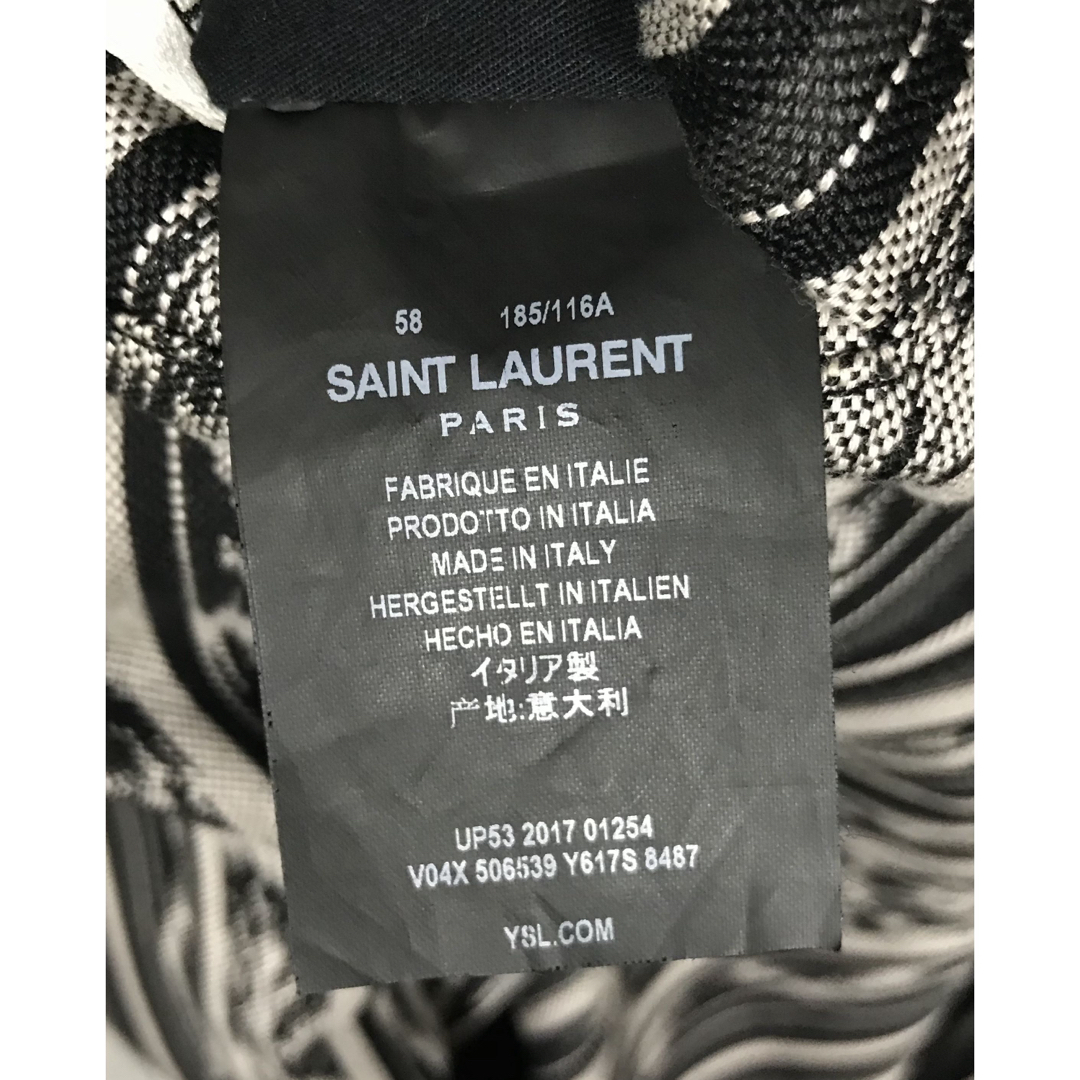 58 185/116A
SAINT LAURENT
PARIS
FABRIQUE EN ITALIE
PRODOTTO IN ITALIA
MADE IN ITALY
HERGESTELLT IN ITALIEN
HECHO EN ITALIA
イタリア製
产地:意大利
UP53 2017 01254
V04X 506539 Y617S 8487
YSL.COM